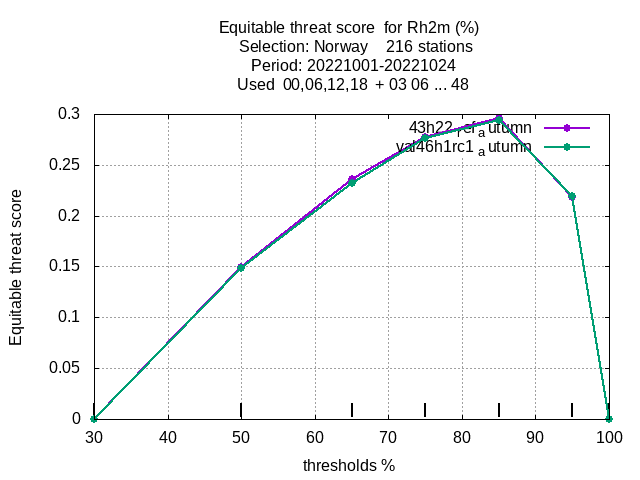 Equitable threat score for Rh2m (%)
Selection: Norway 216 stations
Period: 20221001-20221024
Used 00,06,12,18 + 03 06 ... 48
43h22_ref_autumn
val46h1rc1_autumn
Equitable threat score
0.3
0.25
0.2
0.15
0.1
0.05
0
30 40 50 60 70 80 90 100
thresholds %